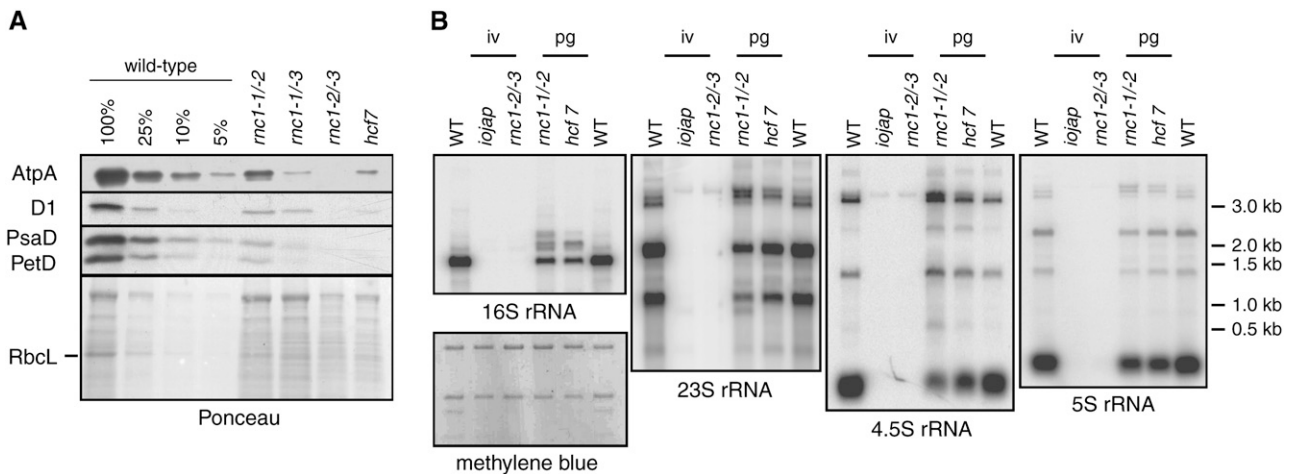 A
wild-type
100%
25%
10%
5%
rnc1-1/-2
rnc1-1/-3
rnc1-2/-3
hcf7
AtpA
D1
PsaD
PetD
RbcL
Ponceau
B
iv
pg
WT
iojap
rnc1-2/-3
rnc1-1/-2
hcf 7
WT
16S rRNA
methylene blue
iv
pg
WT
iojap
rnc1-2/-3
rnc1-1/-2
hcf 7
WT
23S rRNA
iv
pg
WT
iojap
rnc1-2/-3
rnc1-1/-2
hcf 7
WT
4.5S rRNA
iv
pg
WT
iojap
rnc1-2/-3
rnc1-1/-2
hcf 7
WT
5S rRNA
3.0 kb
2.0 kb
1.5 kb
1.0 kb
0.5 kb